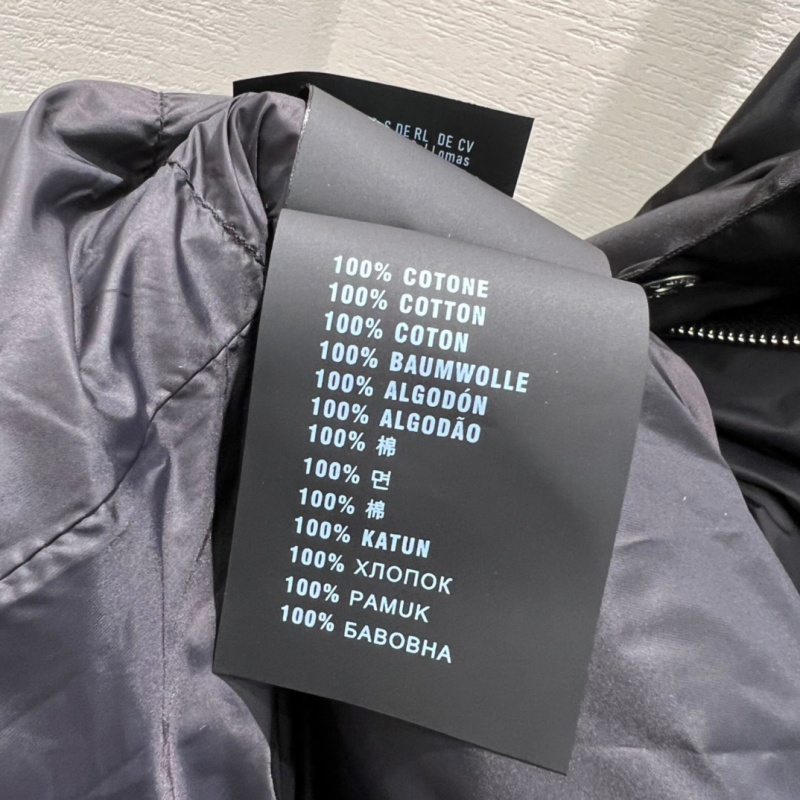 S DE RL DE CV
Lomas
100% COTONE
100% COTTON
100% COTON
100% BAUMWOLLE
100% ALGODÓN
100% ALGODÃO
100% 棉
100% 면
100% 棉
100% KATUN
100% ХЛОПОК
100% PAMUK
100% БАВОВНА